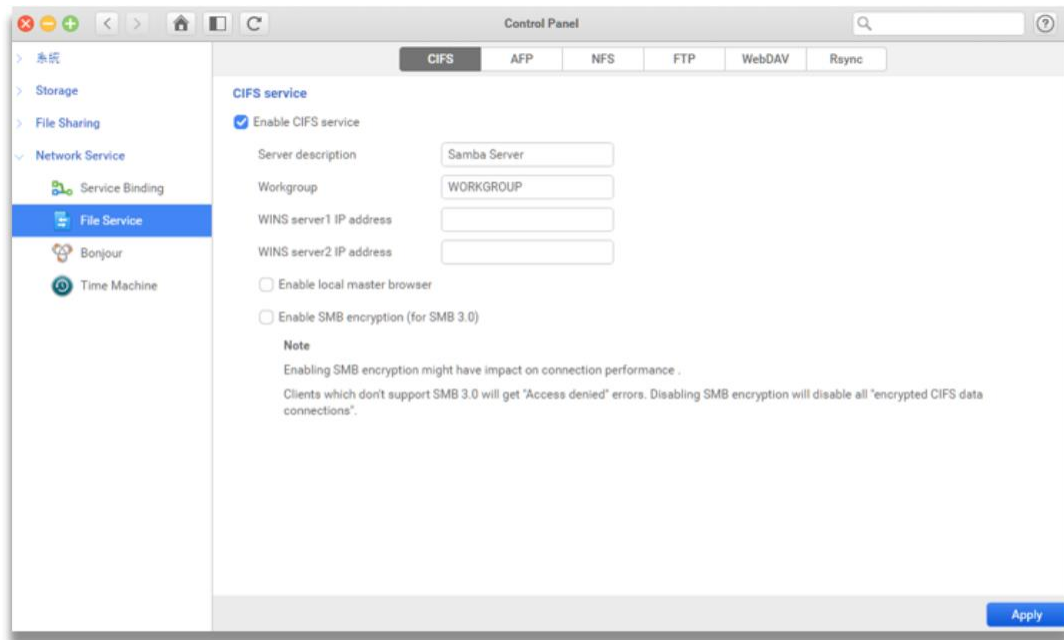 Control Panel
系統
Storage
File Sharing
Network Service
Service Binding
File Service
Bonjour
Time Machine
CIFS
AFP
NFS
FTP
WebDAV
Rsync
CIFS service
Enable CIFS service
Server description
Samba Server
Workgroup
WORKGROUP
WINS server1 IP address
WINS server2 IP address
Enable local master browser
Enable SMB encryption (for SMB 3.0)
Note
Enabling SMB encryption might have impact on connection performance .
Clients which don't support SMB 3.0 will get "Access denied" errors. Disabling SMB encryption will disable all "encrypted CIFS data
connections".
Apply